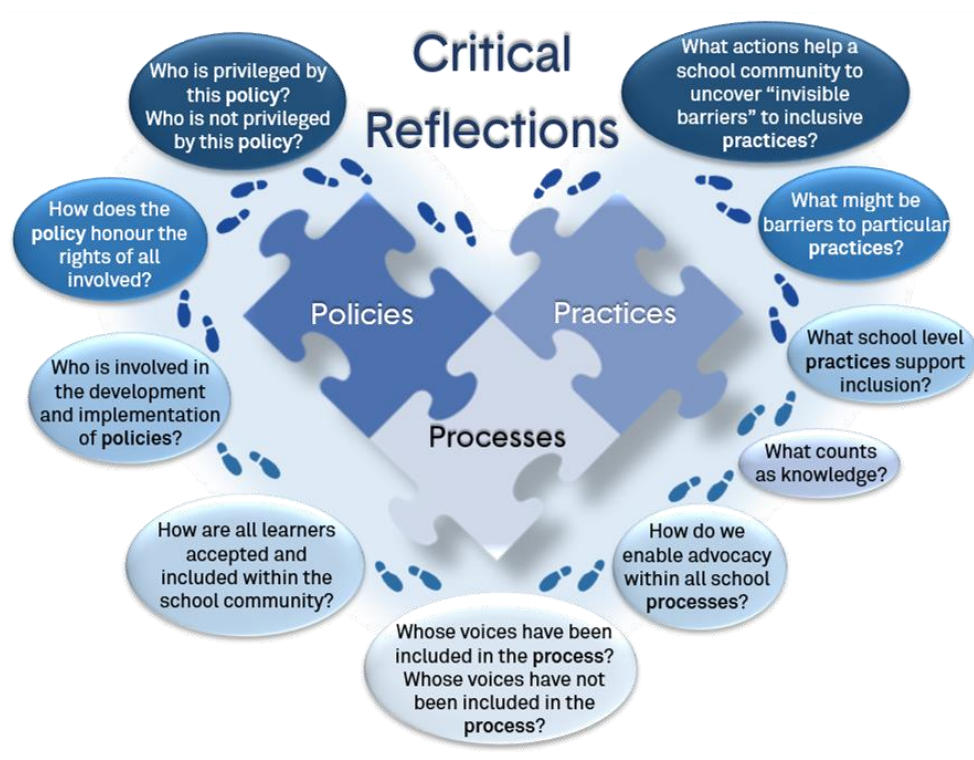 Critical
Reflections
Who is privileged by
this policy?
Who is not privileged
by this policy?
What actions help a
school community to
uncover “invisible
barriers” to inclusive
practices?
How does the
policy honour the
rights of all
involved?
What might be
barriers to particular
practices?
Policies
Practices
Processes
Who is involved in
the development
and implementation
of policies?
What school level
practices support
inclusion?
What counts
as knowledge?
How are all learners
accepted and
included within the
school community?
How do we
enable advocacy
within all school
processes?
Whose voices have been
included in the process?
Whose voices have not
been included in the
process?